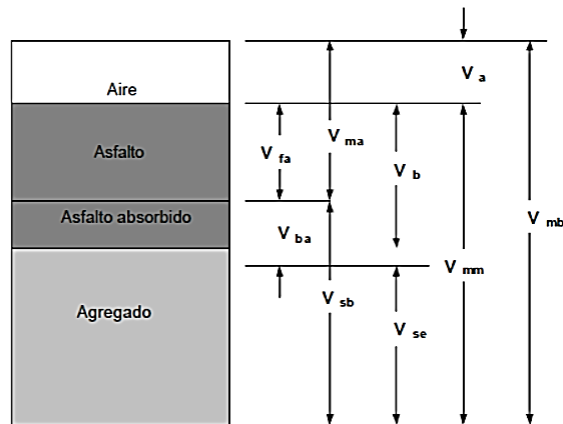 Aire
Asfalto
Asfalto absorbido
Agregado
V a
V fa
V ma
V b
V mb
V ba
V mm
V sb
V se